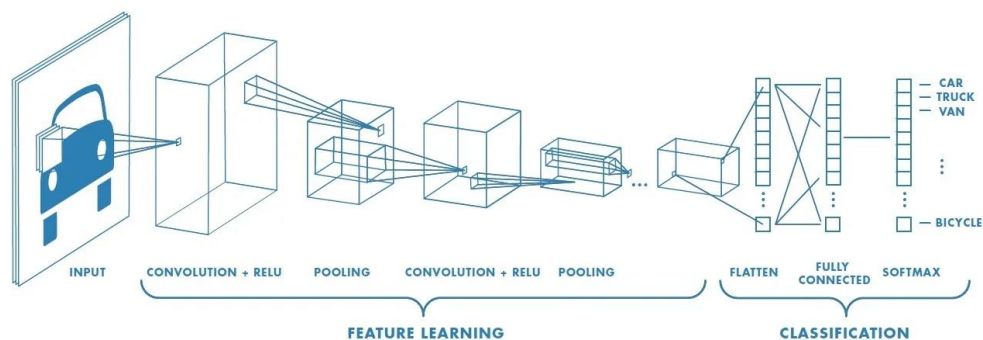 CAR
TRUCK
VAN
BICYCLE
INPUT
CONVOLUTION + RELU
POOLING
CONVOLUTION + RELU
POOLING
FLATTEN
FULLY
CONNECTED
SOFTMAX
FEATURE LEARNING
CLASSIFICATION